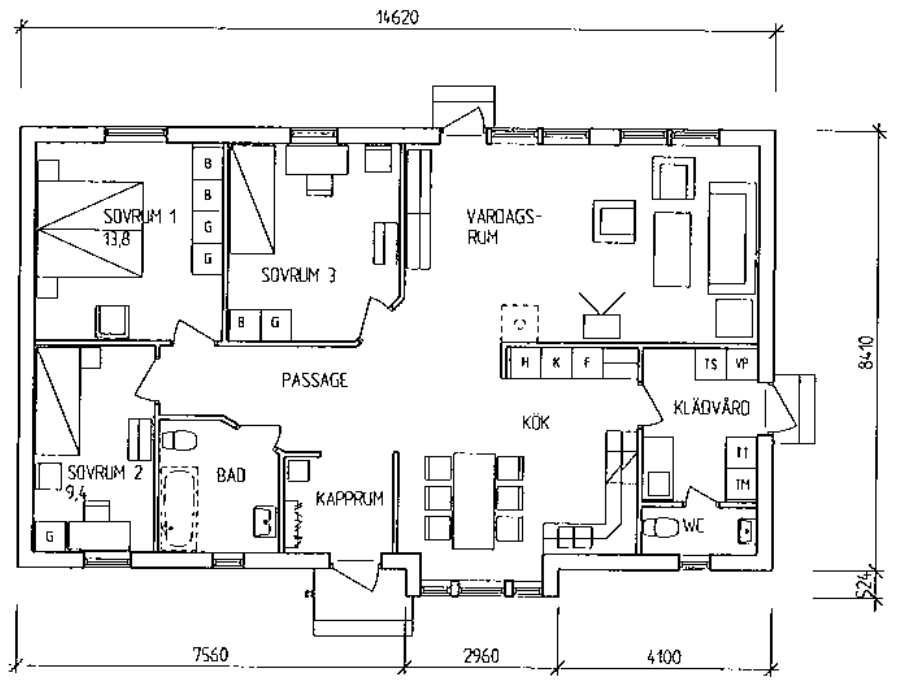 14620
B
B
SOVRUM 1
13,8
G
G
VARDAGS-
RUM
SOVRUM 3
B G
H K F
TS VP
PASSAGE
8410
KÖK
KLÄDVÅRD
SOVRUM 2
9,4
BAD
KAPPRUM
TT
TM
G
WC
524
7560
2960
4100